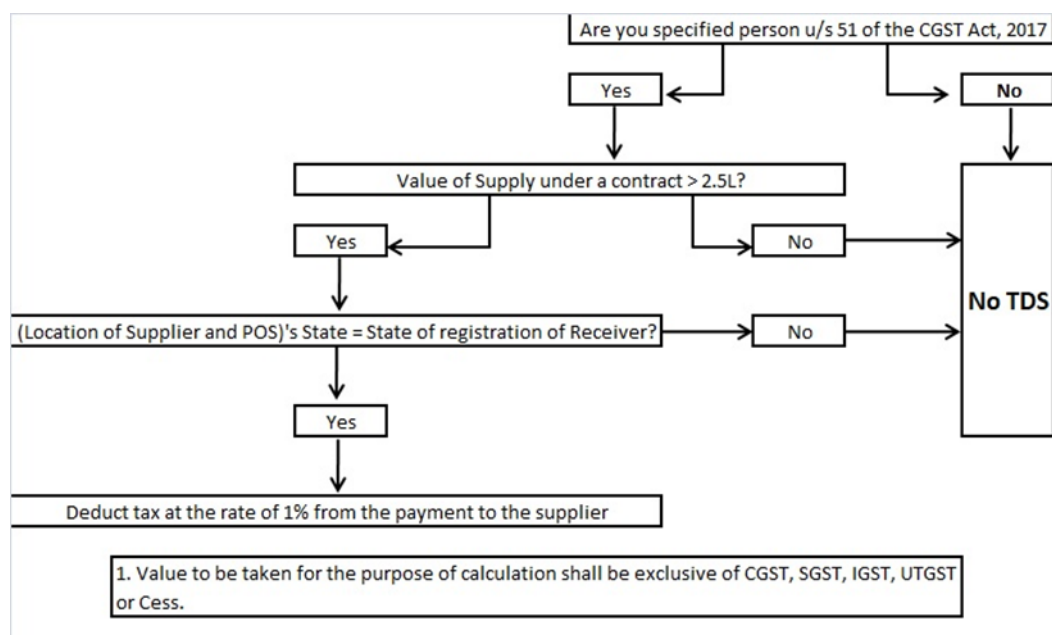 Are you specified person u/s 51 of the CGST Act, 2017
Yes
No
Value of Supply under a contract > 2.5L?
Yes
No
No TDS
(Location of Supplier and POS)'s State = State of registration of Receiver?
No
Yes
Deduct tax at the rate of 1% from the payment to the supplier
1. Value to be taken for the purpose of calculation shall be exclusive of CGST, SGST, IGST, UTGST
or Cess.